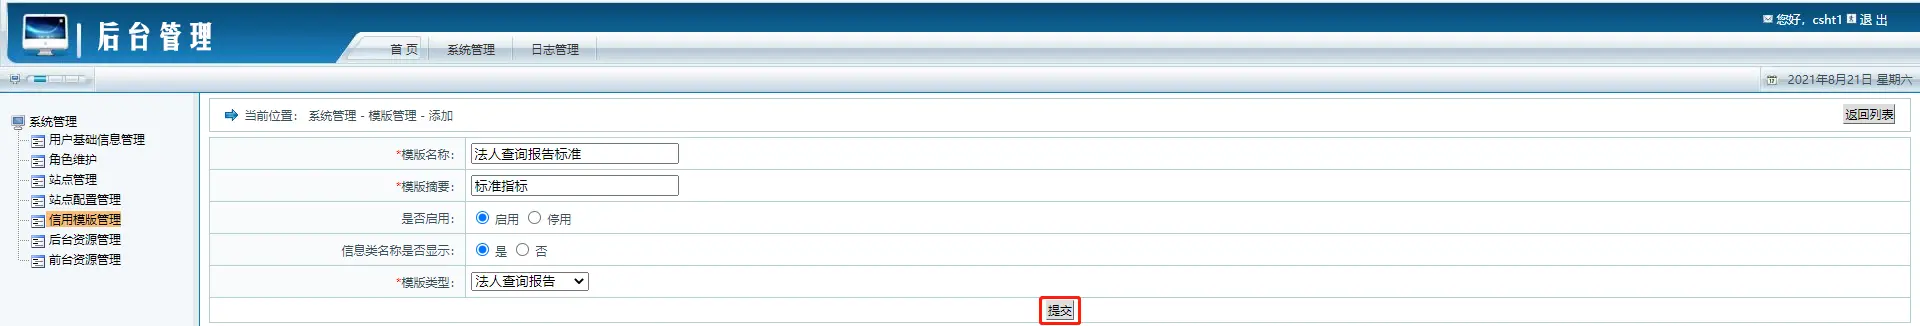 后台管理
您好，csht1 退 出
首 页 系统管理 日志管理
2021年8月21日 星期六
系统管理
用户基础信息管理
角色维护
站点管理
站点配置管理
信用模版管理
后台资源管理
前台资源管理
当前位置： 系统管理 - 模版管理 - 添加
返回列表
*模版名称： 法人查询报告标准
*模版摘要： 标准指标
是否启用： 启用 停用
信息类名称是否显示： 是 否
*模版类型： 法人查询报告
提交